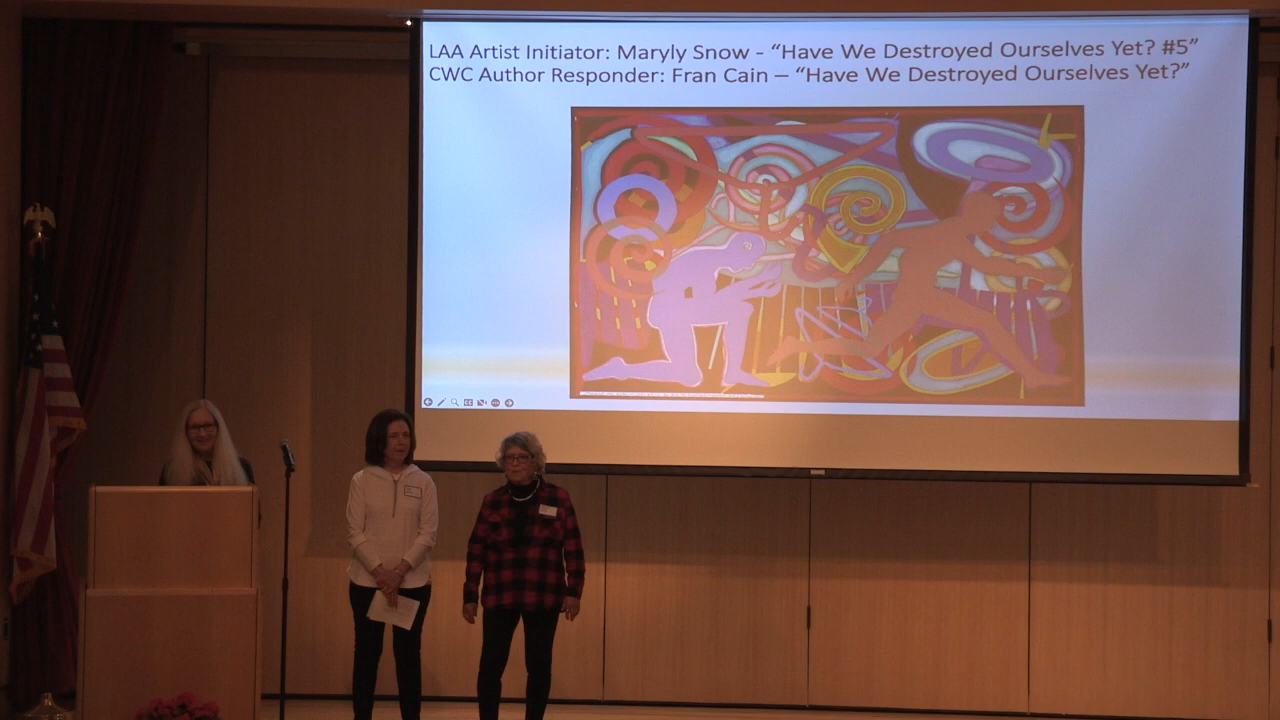 LAA Artist Initiator: Maryly Snow - “Have We Destroyed Ourselves Yet? #5”
CWC Author Responder: Fran Cain – “Have We Destroyed Ourselves Yet?”